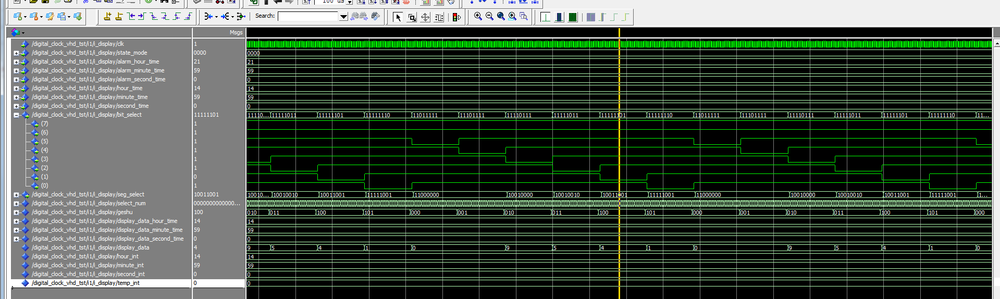 100 us
Search:
Msgs
/digital_clock_vhd_tst/i1/i_display/clk 1
/digital_clock_vhd_tst/i1/i_display/state_mode 0000 0000
/digital_clock_vhd_tst/i1/i_display/alarm_hour_time 21 21
/digital_clock_vhd_tst/i1/i_display/alarm_minute_time 59 59
/digital_clock_vhd_tst/i1/i_display/alarm_second_time 0 0
/digital_clock_vhd_tst/i1/i_display/hour_time 14 14
/digital_clock_vhd_tst/i1/i_display/minute_time 59 59
/digital_clock_vhd_tst/i1/i_display/second_time 0 0
/digital_clock_vhd_tst/i1/i_display/bit_select 11111101 11110... 11111011 11111101 11111110 11011111 11101111 11110111 11111011 11111101 11111110 11011111 11101111 11110111 11111011 11111101 11111110 11...
(7) 1
(6) 1
(5) 1
(4) 1
(3) 1
(2) 1
(1) 0
(0) 1
/digital_clock_vhd_tst/i1/i_display/seg_select 10011001 10010... 10010010 10011001 11111001 11000000 10010000 10010010 10011001 11111001 11000000 10010000 10010010 10011001 11111001 1...
/digital_clock_vhd_tst/i1/i_display/select_num 0000000000000...
/digital_clock_vhd_tst/i1/i_display/geshu 100 010 011 100 101 000 001 010 011 100 101 000 001 010 011 100 101 000
/digital_clock_vhd_tst/i1/i_display/display_data_hour_time 14 14
/digital_clock_vhd_tst/i1/i_display/display_data_minute_time 59 59
/digital_clock_vhd_tst/i1/i_display/display_data_second_time 0 0
/digital_clock_vhd_tst/i1/i_display/display_data 4 9 5 4 1 0 9 5 4 1 0 9 5 4 1 0
/digital_clock_vhd_tst/i1/i_display/hour_int 14 14
/digital_clock_vhd_tst/i1/i_display/minute_int 59 59
/digital_clock_vhd_tst/i1/i_display/second_int 0 0
/digital_clock_vhd_tst/i1/i_display/temp_int 0 0